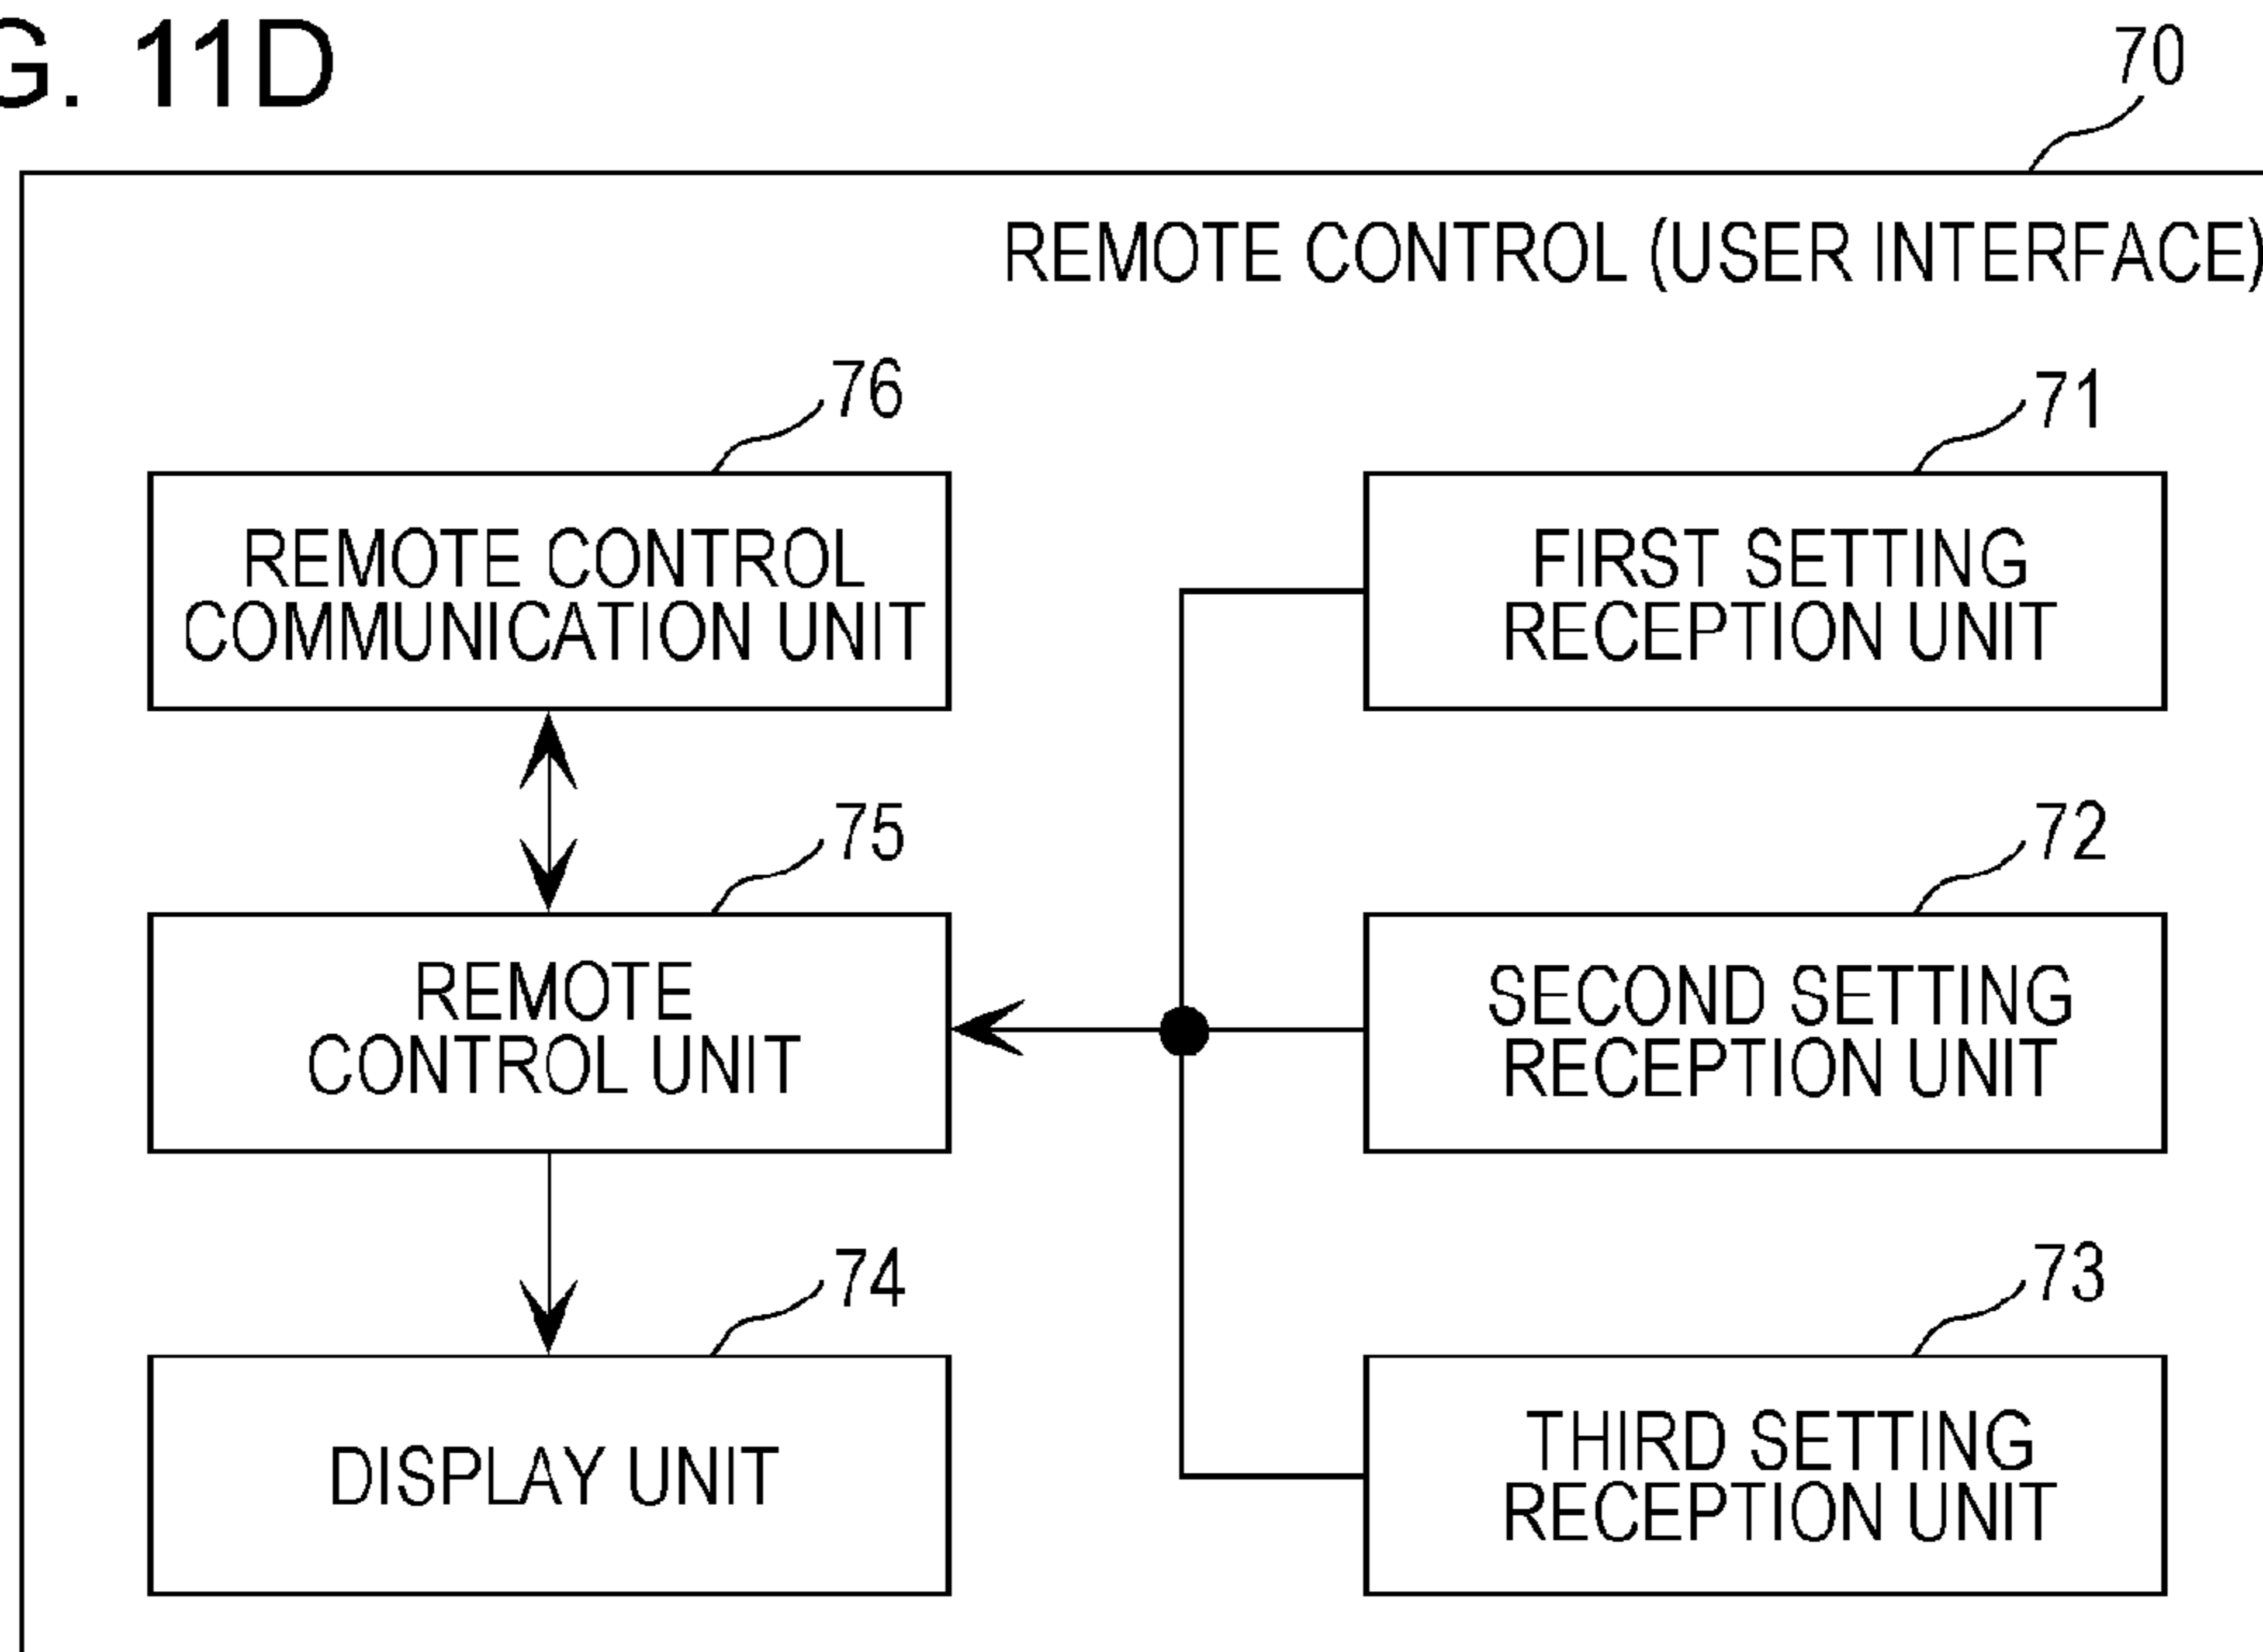 G. 11D
70
REMOTE CONTROL (USER INTERFACE)
76
REMOTE CONTROL
COMMUNICATION UNIT
71
FIRST SETTING
RECEPTION UNIT
75
REMOTE
CONTROL UNIT
72
SECOND SETTING
RECEPTION UNIT
74
DISPLAY UNIT
73
THIRD SETTING
RECEPTION UNIT